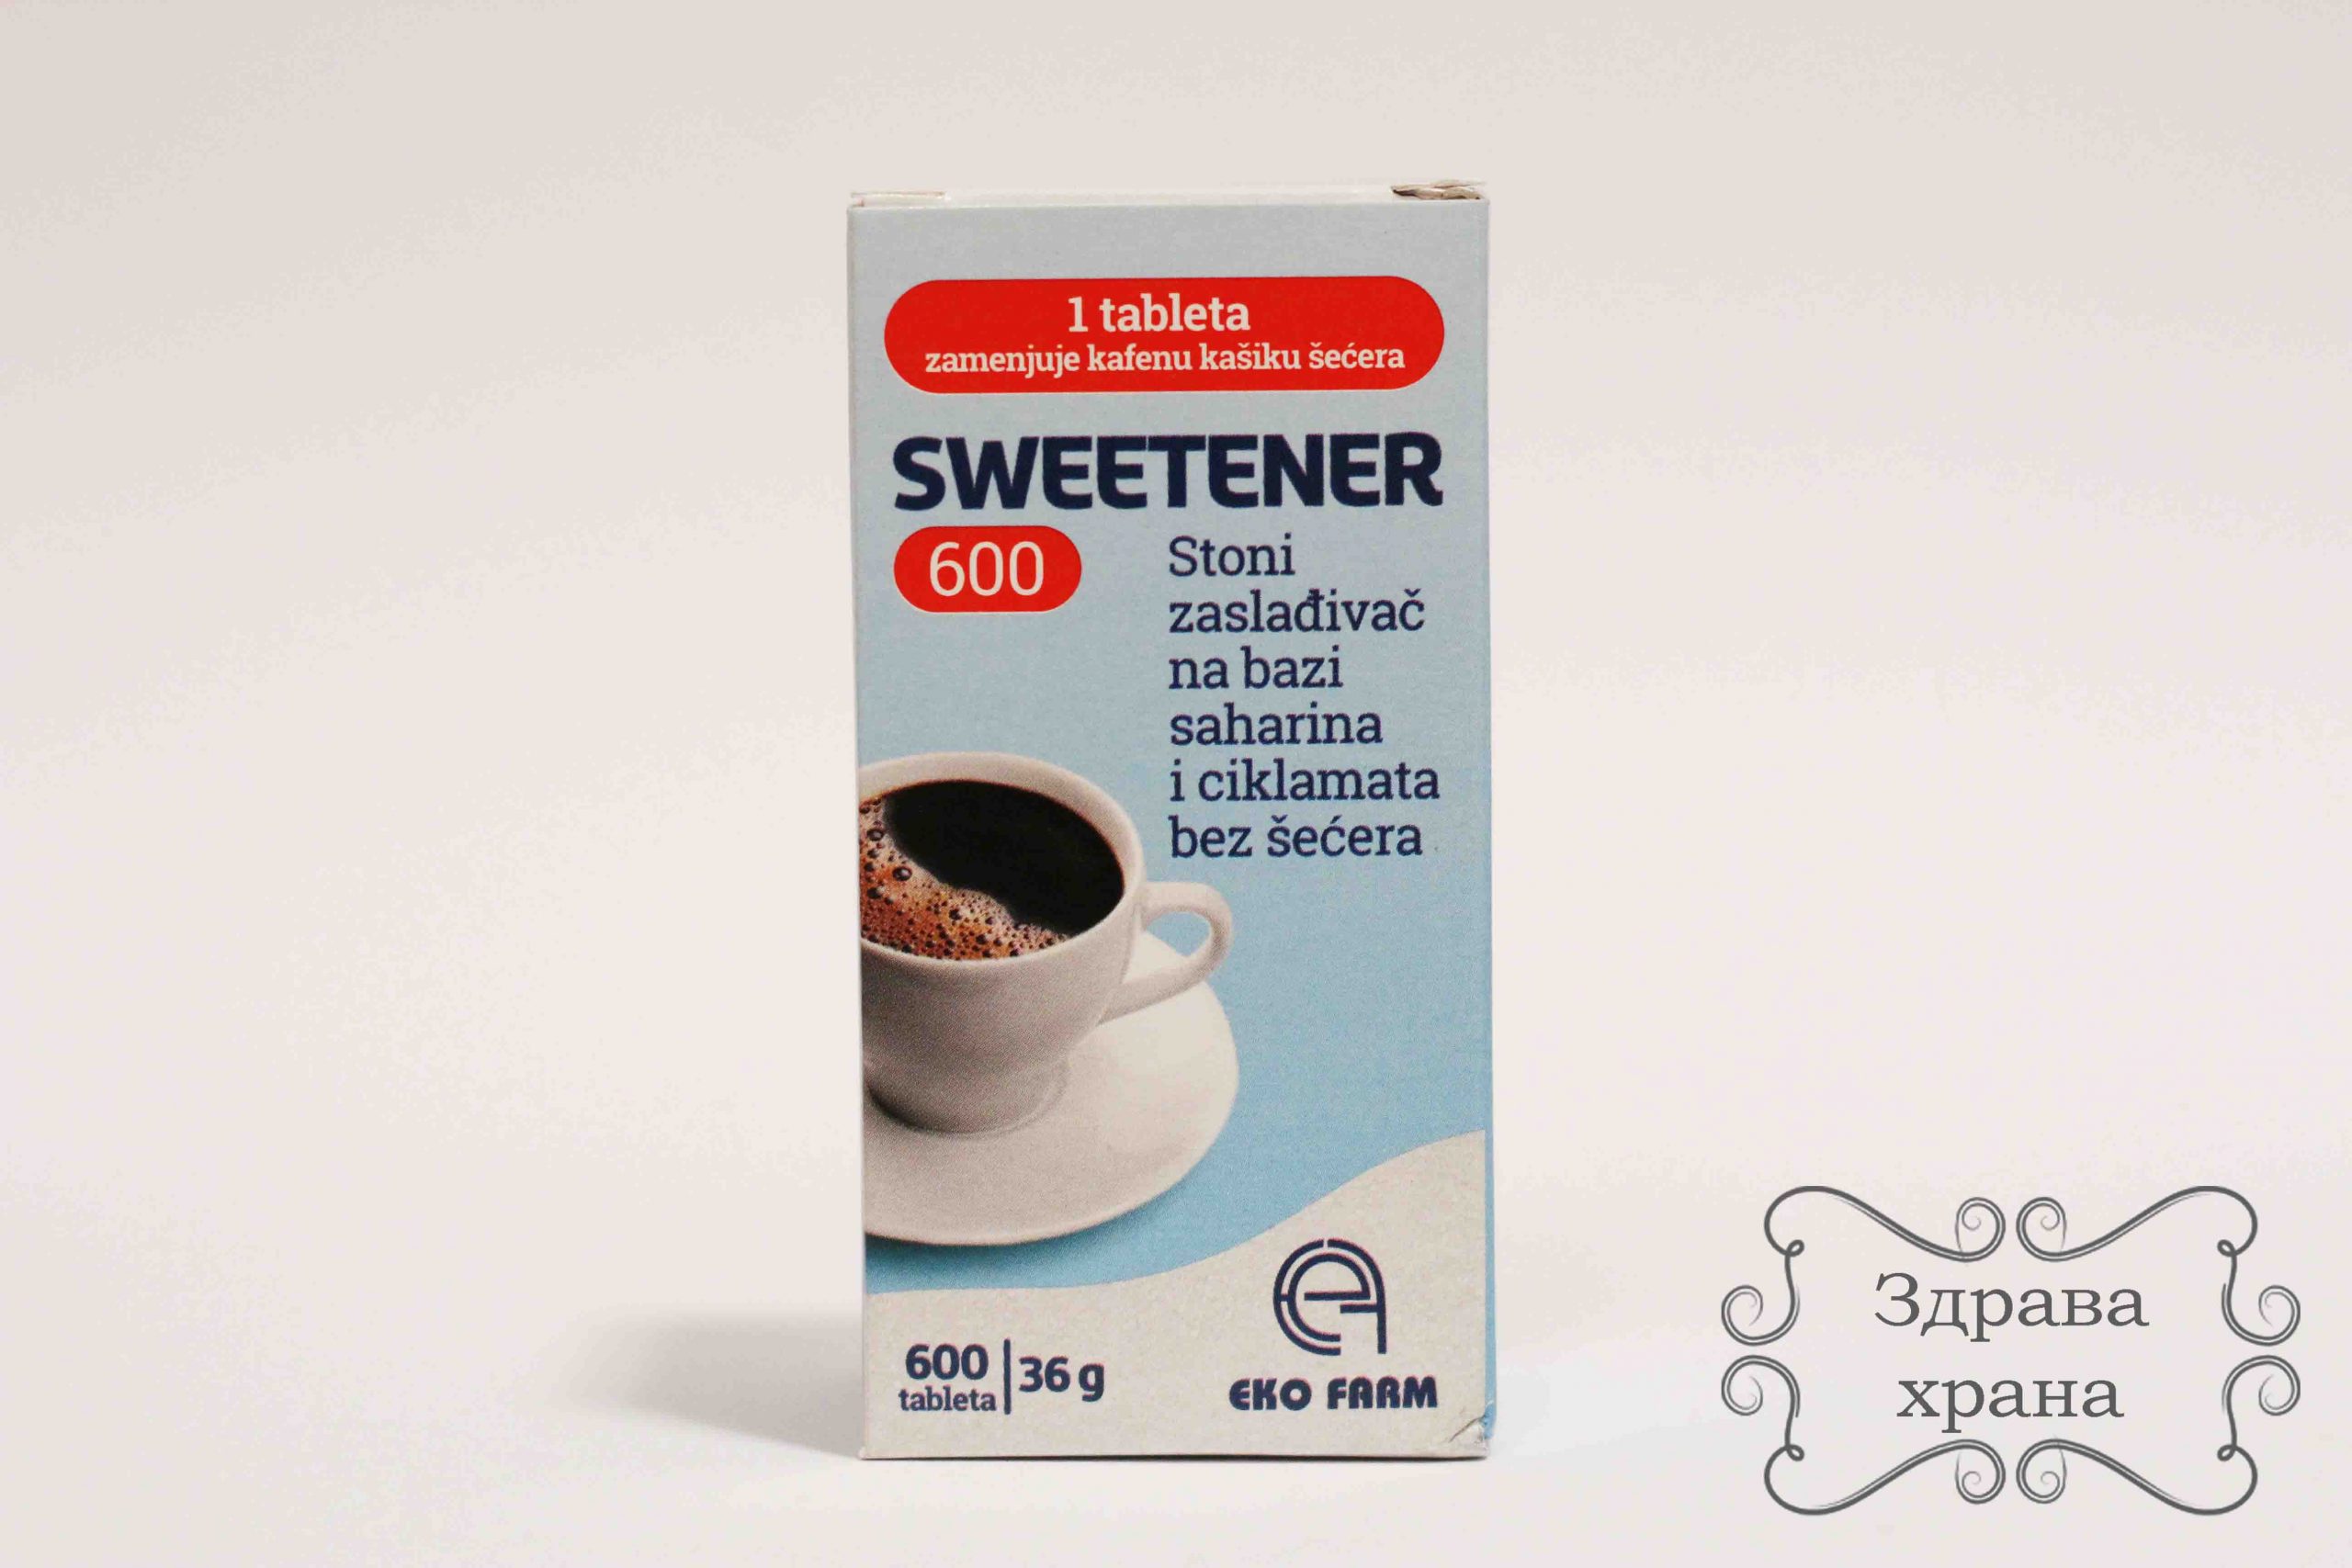 1 tableta
zamenjuje kafenu kašiku šećera
SWEETENER
600
Stoni
zaslađivač
na bazi
saharina
i ciklamata
bez šećera
600
tableta
36 g
EKO FARM
Здрава
храна